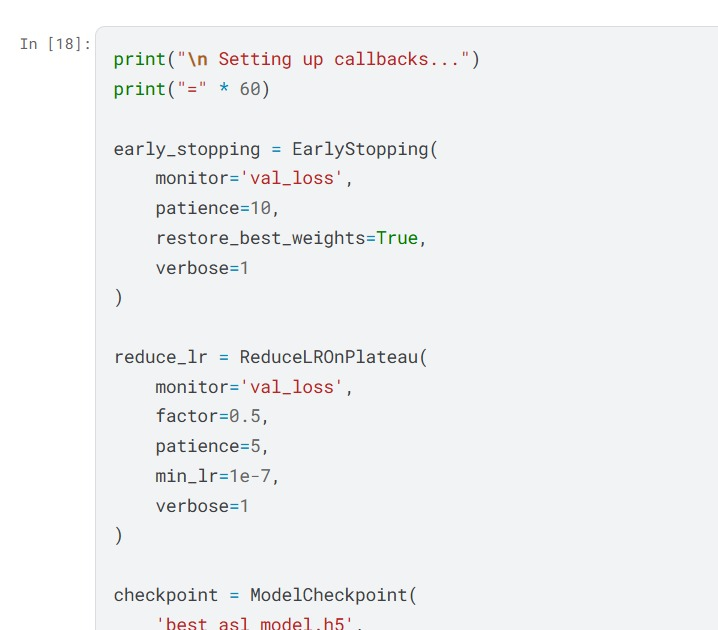 In [18]:
print("\n Setting up callbacks...")
print("=" * 60)
early_stopping = EarlyStopping(
    monitor='val_loss',
    patience=10,
    restore_best_weights=True,
    verbose=1
)
reduce_lr = ReduceLROnPlateau(
    monitor='val_loss',
    factor=0.5,
    patience=5,
    min_lr=1e-7,
    verbose=1
)
checkpoint = ModelCheckpoint(
    'best_asl_model.h5',